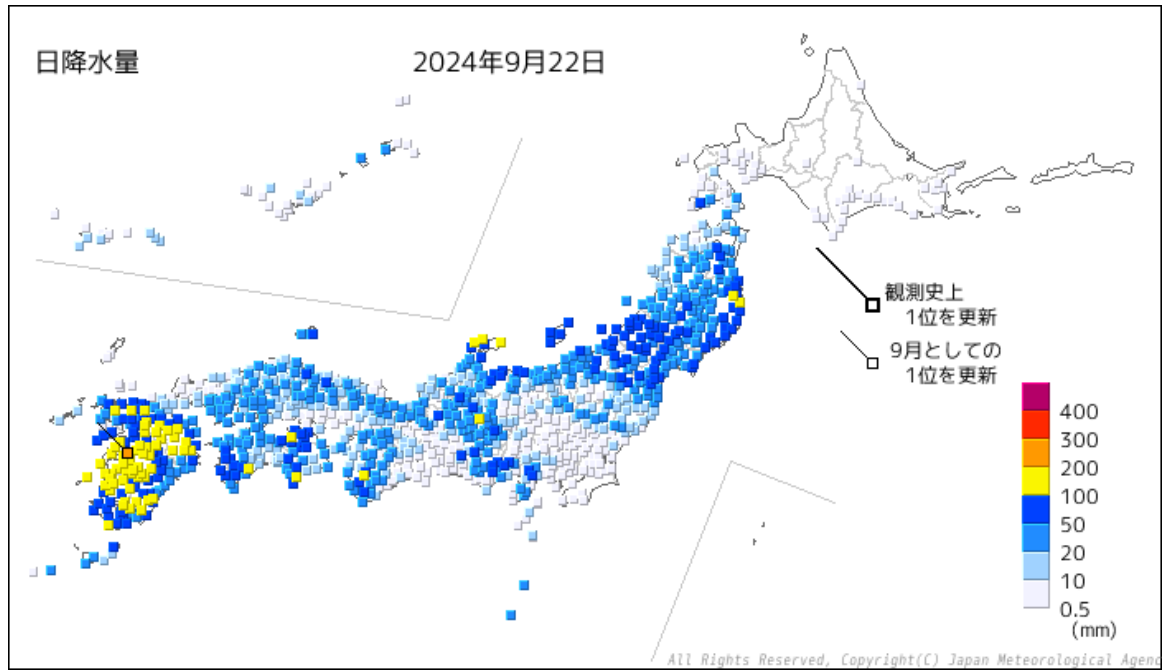 日降水量
2024年9月22日
観測史上
1位を更新
9月としての
1位を更新
400
300
200
100
50
20
10
0.5
(mm)
All Rights Reserved, Copyright(C) Japan Meteorological Agenc